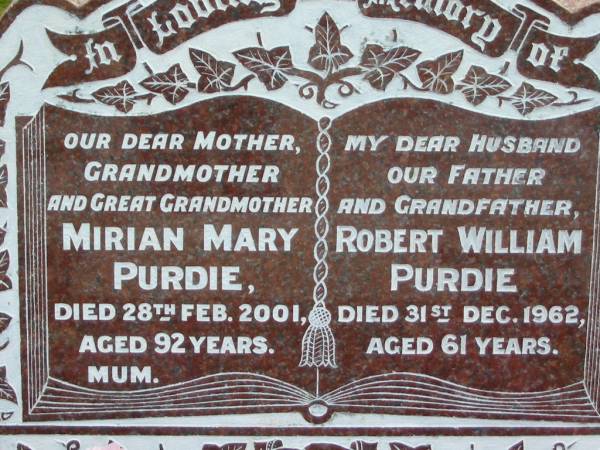 In Loving Memory of
OUR DEAR MOTHER,
GRANDMOTHER
AND GREAT GRANDMOTHER
MIRIAN MARY
PURDIE,
DIED 28TH FEB. 2001,
AGED 92 YEARS.
MUM.
MY DEAR HUSBAND
OUR FATHER
AND GRANDFATHER,
ROBERT WILLIAM
PURDIE
DIED 31ST DEC. 1962,
AGED 61 YEARS.